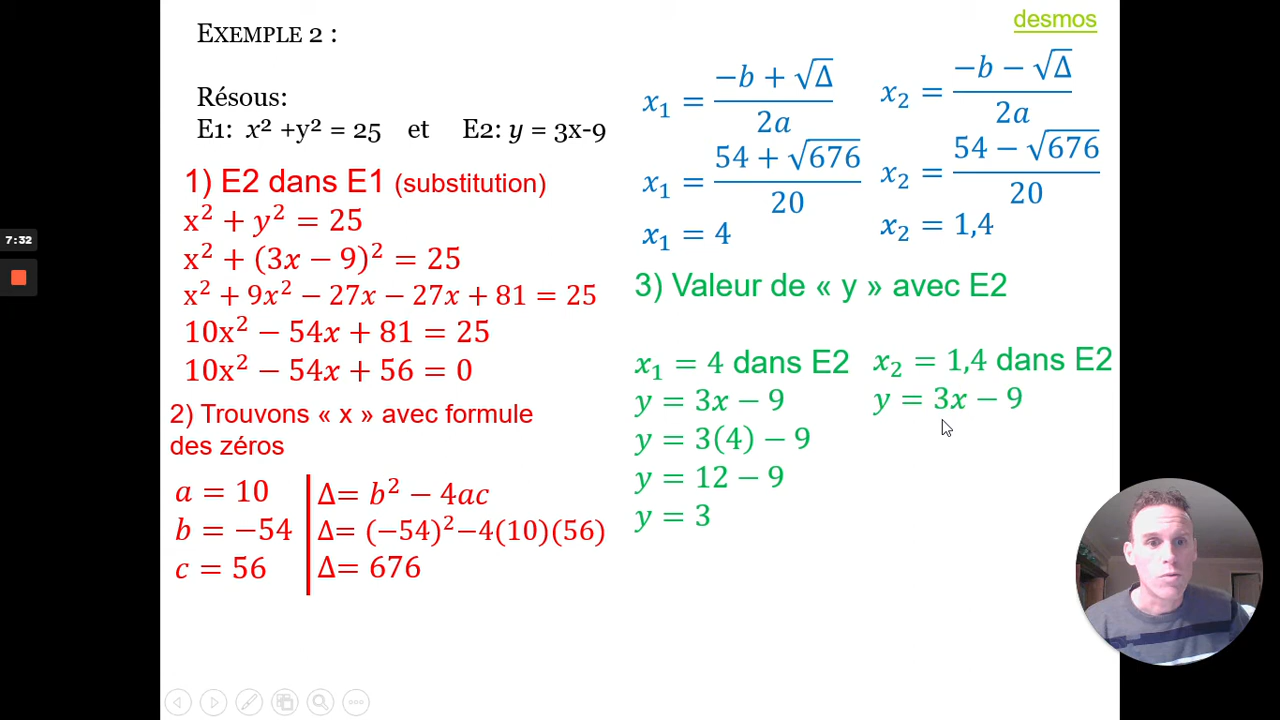 EXEMPLE 2 :
Résous:
E1: x² +y² = 25 et E2: y = 3x-9
1) E2 dans E1 (substitution)
x² + y² = 25
x² + (3x − 9)² = 25
x² + 9x² − 27x − 27x + 81 = 25
10x² − 54x + 81 = 25
10x² − 54x + 56 = 0
2) Trouvons « x » avec formule
des zéros
a = 10
b = −54
c = 56
Δ= b² − 4ac
Δ= (−54)²−4(10)(56)
Δ= 676
desmos
x₁ = (−b + √Δ)/2a
x₁ = (54 + √676)/20
x₁ = 4
x₂ = (−b − √Δ)/2a
x₂ = (54 − √676)/20
x₂ = 1,4
3) Valeur de « y » avec E2
x₁ = 4 dans E2
y = 3x − 9
y = 3(4) − 9
y = 12 − 9
y = 3
x₂ = 1,4 dans E2
y = 3x − 9
7:32